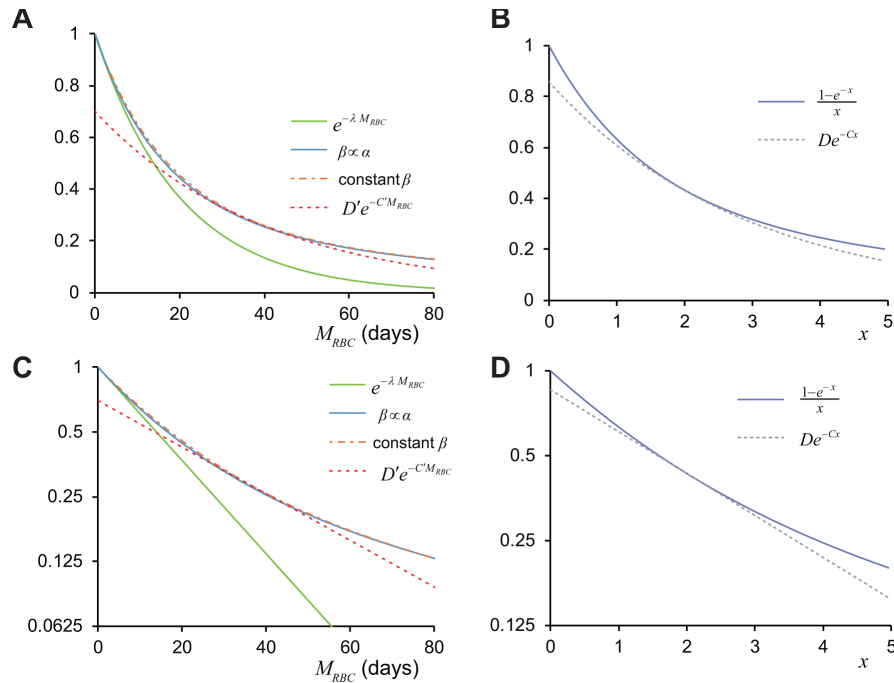 A
1
0.8
0.6
0.4
0.2
0
0 20 40 60 80
M_RBC (days)
e^{−λ M_RBC}
β∝α
constant β
D′e^{−C′M_RBC}
B
1
0.8
0.6
0.4
0.2
0
0 1 2 3 4 5
x
1−e^{−x}
x
De^{−Cx}
C
1
0.5
0.25
0.125
0.0625
0 20 40 60 80
M_RBC (days)
e^{−λ M_RBC}
β∝α
constant β
D′e^{−C′M_RBC}
D
1
0.5
0.25
0.125
0 1 2 3 4 5
x
1−e^{−x}
x
De^{−Cx}